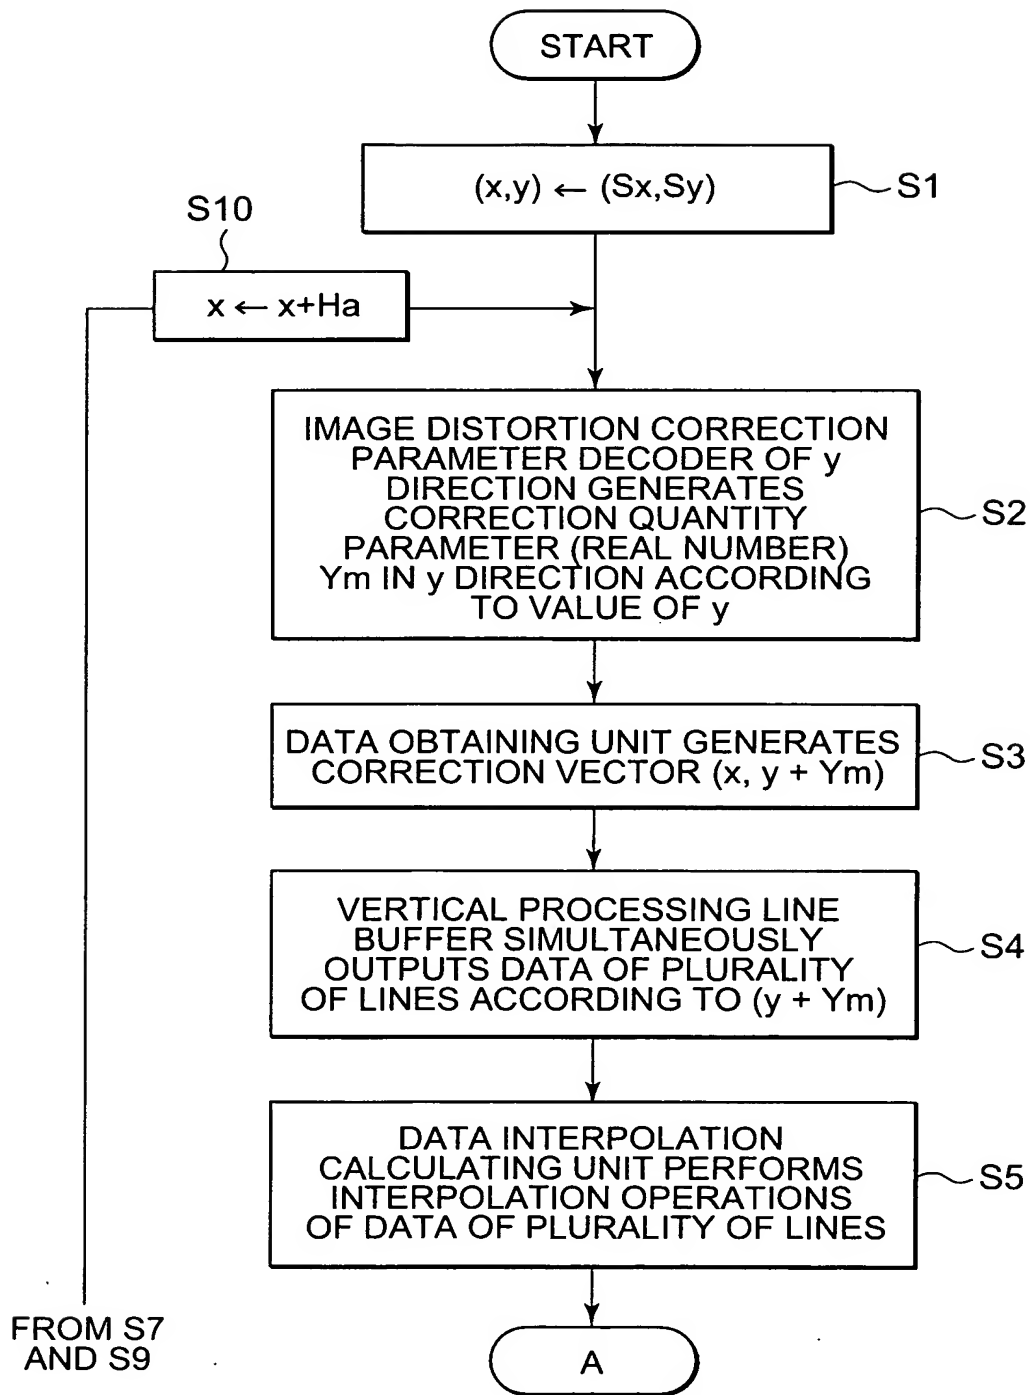 START
(x,y) ← (Sx,Sy)
S1
S10
x ← x+Ha
IMAGE DISTORTION CORRECTION
PARAMETER DECODER OF y
DIRECTION GENERATES
CORRECTION QUANTITY
PARAMETER (REAL NUMBER)
Ym IN y DIRECTION ACCORDING
TO VALUE OF y
S2
DATA OBTAINING UNIT GENERATES
CORRECTION VECTOR (x, y + Ym)
S3
VERTICAL PROCESSING LINE
BUFFER SIMULTANEOUSLY
OUTPUTS DATA OF PLURALITY
OF LINES ACCORDING TO (y + Ym)
S4
DATA INTERPOLATION
CALCULATING UNIT PERFORMS
INTERPOLATION OPERATIONS
OF DATA OF PLURALITY OF LINES
S5
FROM S7
AND S9
A